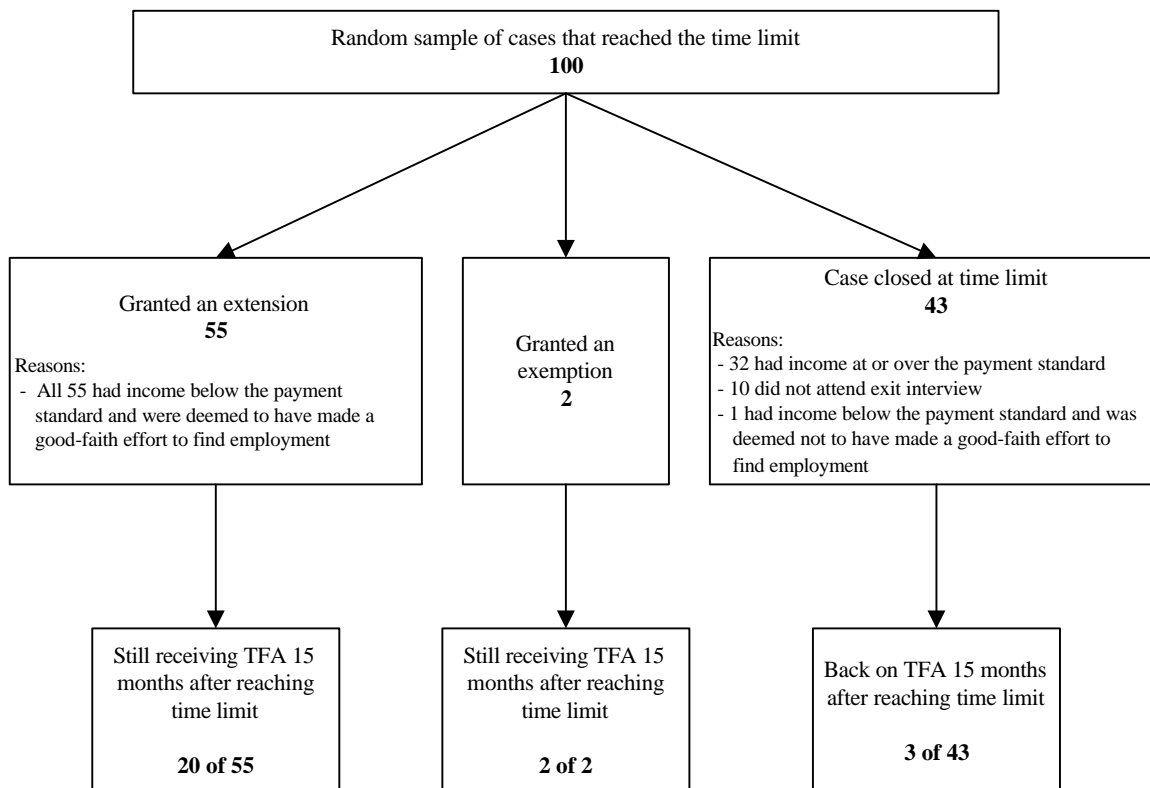 Random sample of cases that reached the time limit
100
Granted an extension
55
Reasons:
- All 55 had income below the payment
standard and were deemed to have made a
good-faith effort to find employment
Granted an
exemption
2
Case closed at time limit
43
Reasons:
- 32 had income at or over the payment standard
- 10 did not attend exit interview
- 1 had income below the payment standard and was
deemed not to have made a good-faith effort to
find employment
Still receiving TFA 15
months after reaching
time limit
20 of 55
Still receiving TFA 15
months after reaching
time limit
2 of 2
Back on TFA 15 months
after reaching time limit
3 of 43